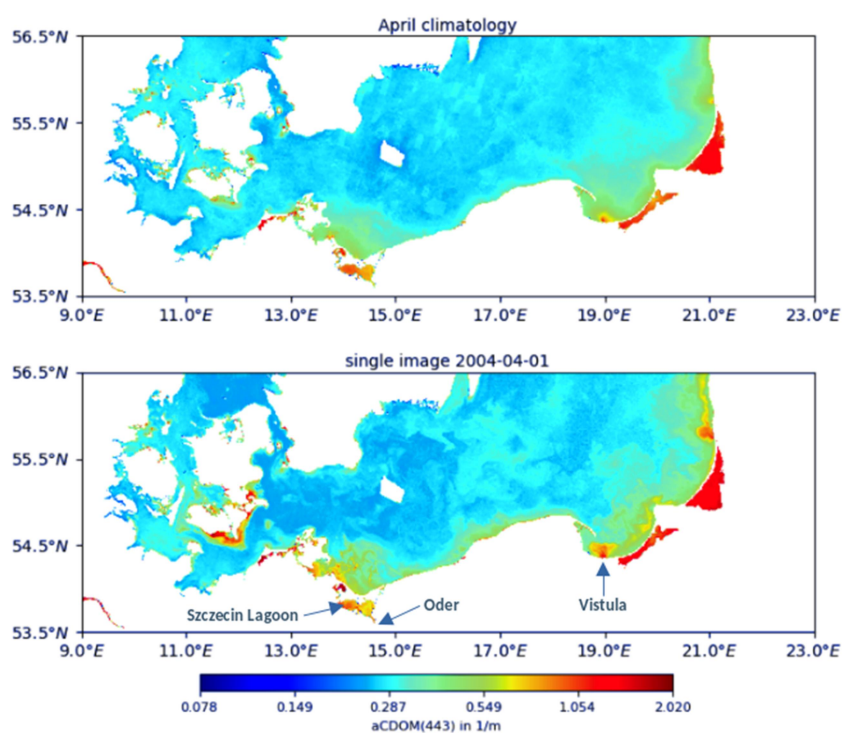 April climatology
56.5°N
55.5°N
54.5°N
53.5°N
9.0°E 11.0°E 13.0°E 15.0°E 17.0°E 19.0°E 21.0°E 23.0°E
single image 2004-04-01
56.5°N
55.5°N
54.5°N
Szczecin Lagoon Oder Vistula
53.5°N
9.0°E 11.0°E 13.0°E 15.0°E 17.0°E 19.0°E 21.0°E 23.0°E
0.078 0.149 0.287 0.549 1.054 2.020
aCDOM(443) in 1/m